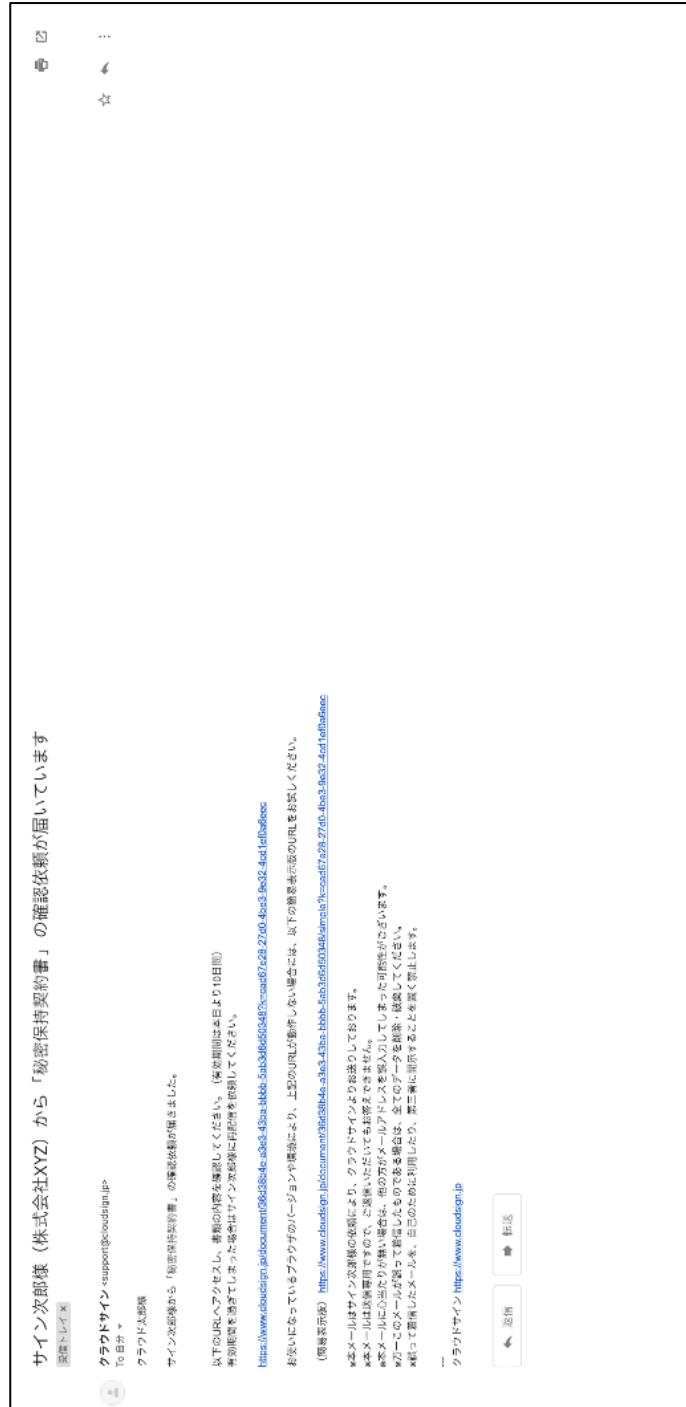 サイン次郎様（株式会社XYZ）から「秘密保持契約書」の確認依頼が届いています
受信トレイ ×
クラウドサイン <support@cloudsign.jp>
To 自分
クラウド太郎様
サイン次郎様から「秘密保持契約書」の確認依頼が届きました。
以下のURLへアクセスし、書類の内容を確認してください。（有効期間は本日より10日間）
有効期間を過ぎてしまった場合はサイン次郎様に再配信を依頼してください。
お使いになっているブラウザのバージョンや環境により、上記のURLが動作しない場合には、以下の簡易表示版のURLをお試しください。
（簡易表示版）
※本メールはサイン次郎様の依頼により、クラウドサインよりお送りしております。
※本メールは送信専用ですので、ご返信いただいてもお答えできません。
※本メールに心当たりが無い場合は、他の方がメールアドレスを誤入力してしまった可能性がございます。
※万一このメールが誤って着信したものである場合は、全てのデータを削除・破棄してください。
※誤って着信したメールを、自己のために利用したり、第三者に開示することを固く禁止します。
---
クラウドサイン https://www.cloudsign.jp
返信
転送